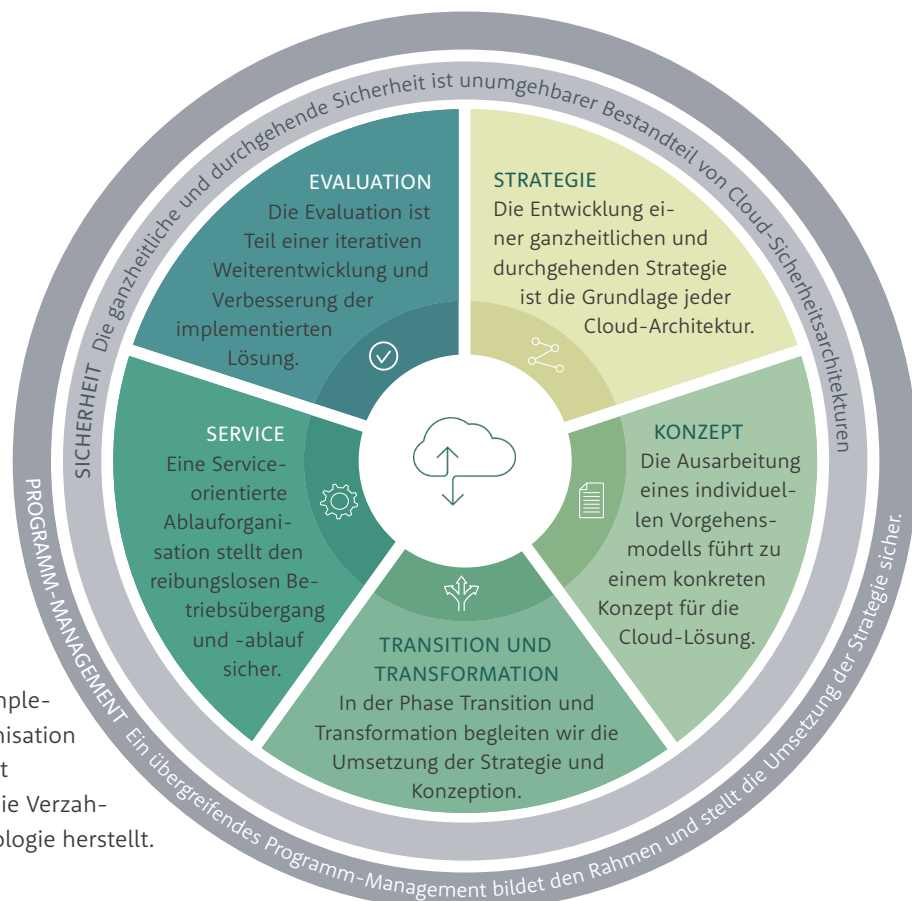 PROGRAMM-MANAGEMENT Ein übergreifendes Programm-Management bildet den Rahmen und stellt die Umsetzung der Strategie sicher.
SICHERHEIT Die ganzheitliche und durchgehende Sicherheit ist unumgehbarer Bestandteil von Cloud-Sicherheitsarchitekturen
STRATEGIE
Die Entwicklung ei-
ner ganzheitlichen und
durchgehenden Strategie
ist die Grundlage jeder
Cloud-Architektur.
KONZEPT
Die Ausarbeitung
eines individuel-
len Vorgehens-
modells führt zu
einem konkreten
Konzept für die
Cloud-Lösung.
TRANSITION UND
TRANSFORMATION
In der Phase Transition und
Transformation begleiten wir die
Umsetzung der Strategie und
Konzeption.
SERVICE
Eine Service-
orientierte
Ablauforgani-
sation stellt den
reibungslosen Be-
triebsübergang
und -ablauf
sicher.
EVALUATION
Die Evaluation ist
Teil einer iterativen
Weiterentwicklung und
Verbesserung der
implementierten
Lösung.
mple-
nisation
t
ie Verzah-
ologie herstellt.